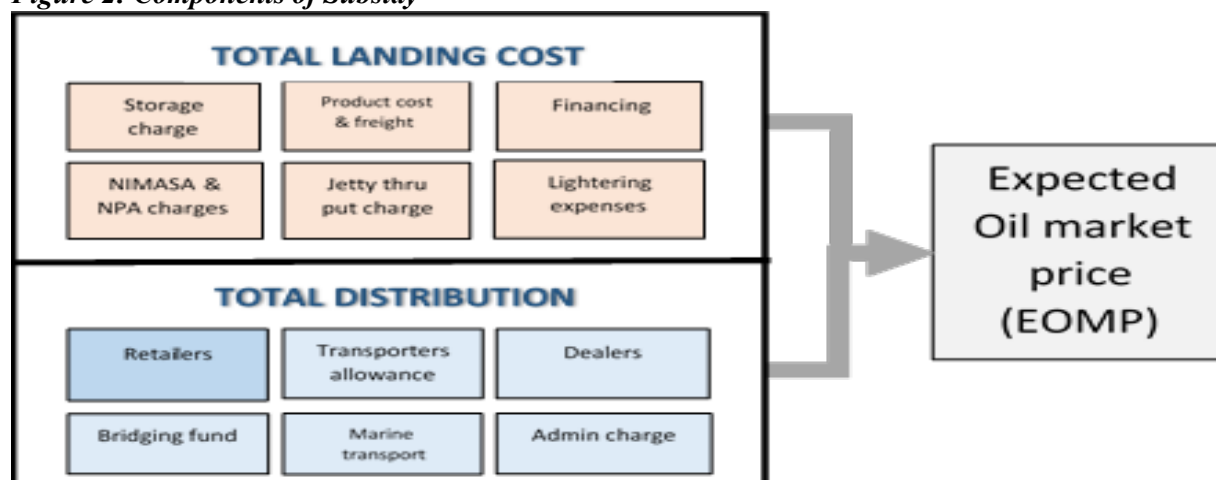 Figure 2: Components of Subsidy
TOTAL LANDING COST
Storage
charge
Product cost
& freight
Financing
NIMASA &
NPA charges
Jetty thru
put charge
Lightering
expenses
TOTAL DISTRIBUTION
Retailers
Transporters
allowance
Dealers
Bridging fund
Marine
transport
Admin charge
Expected
Oil market
price
(EOMP)